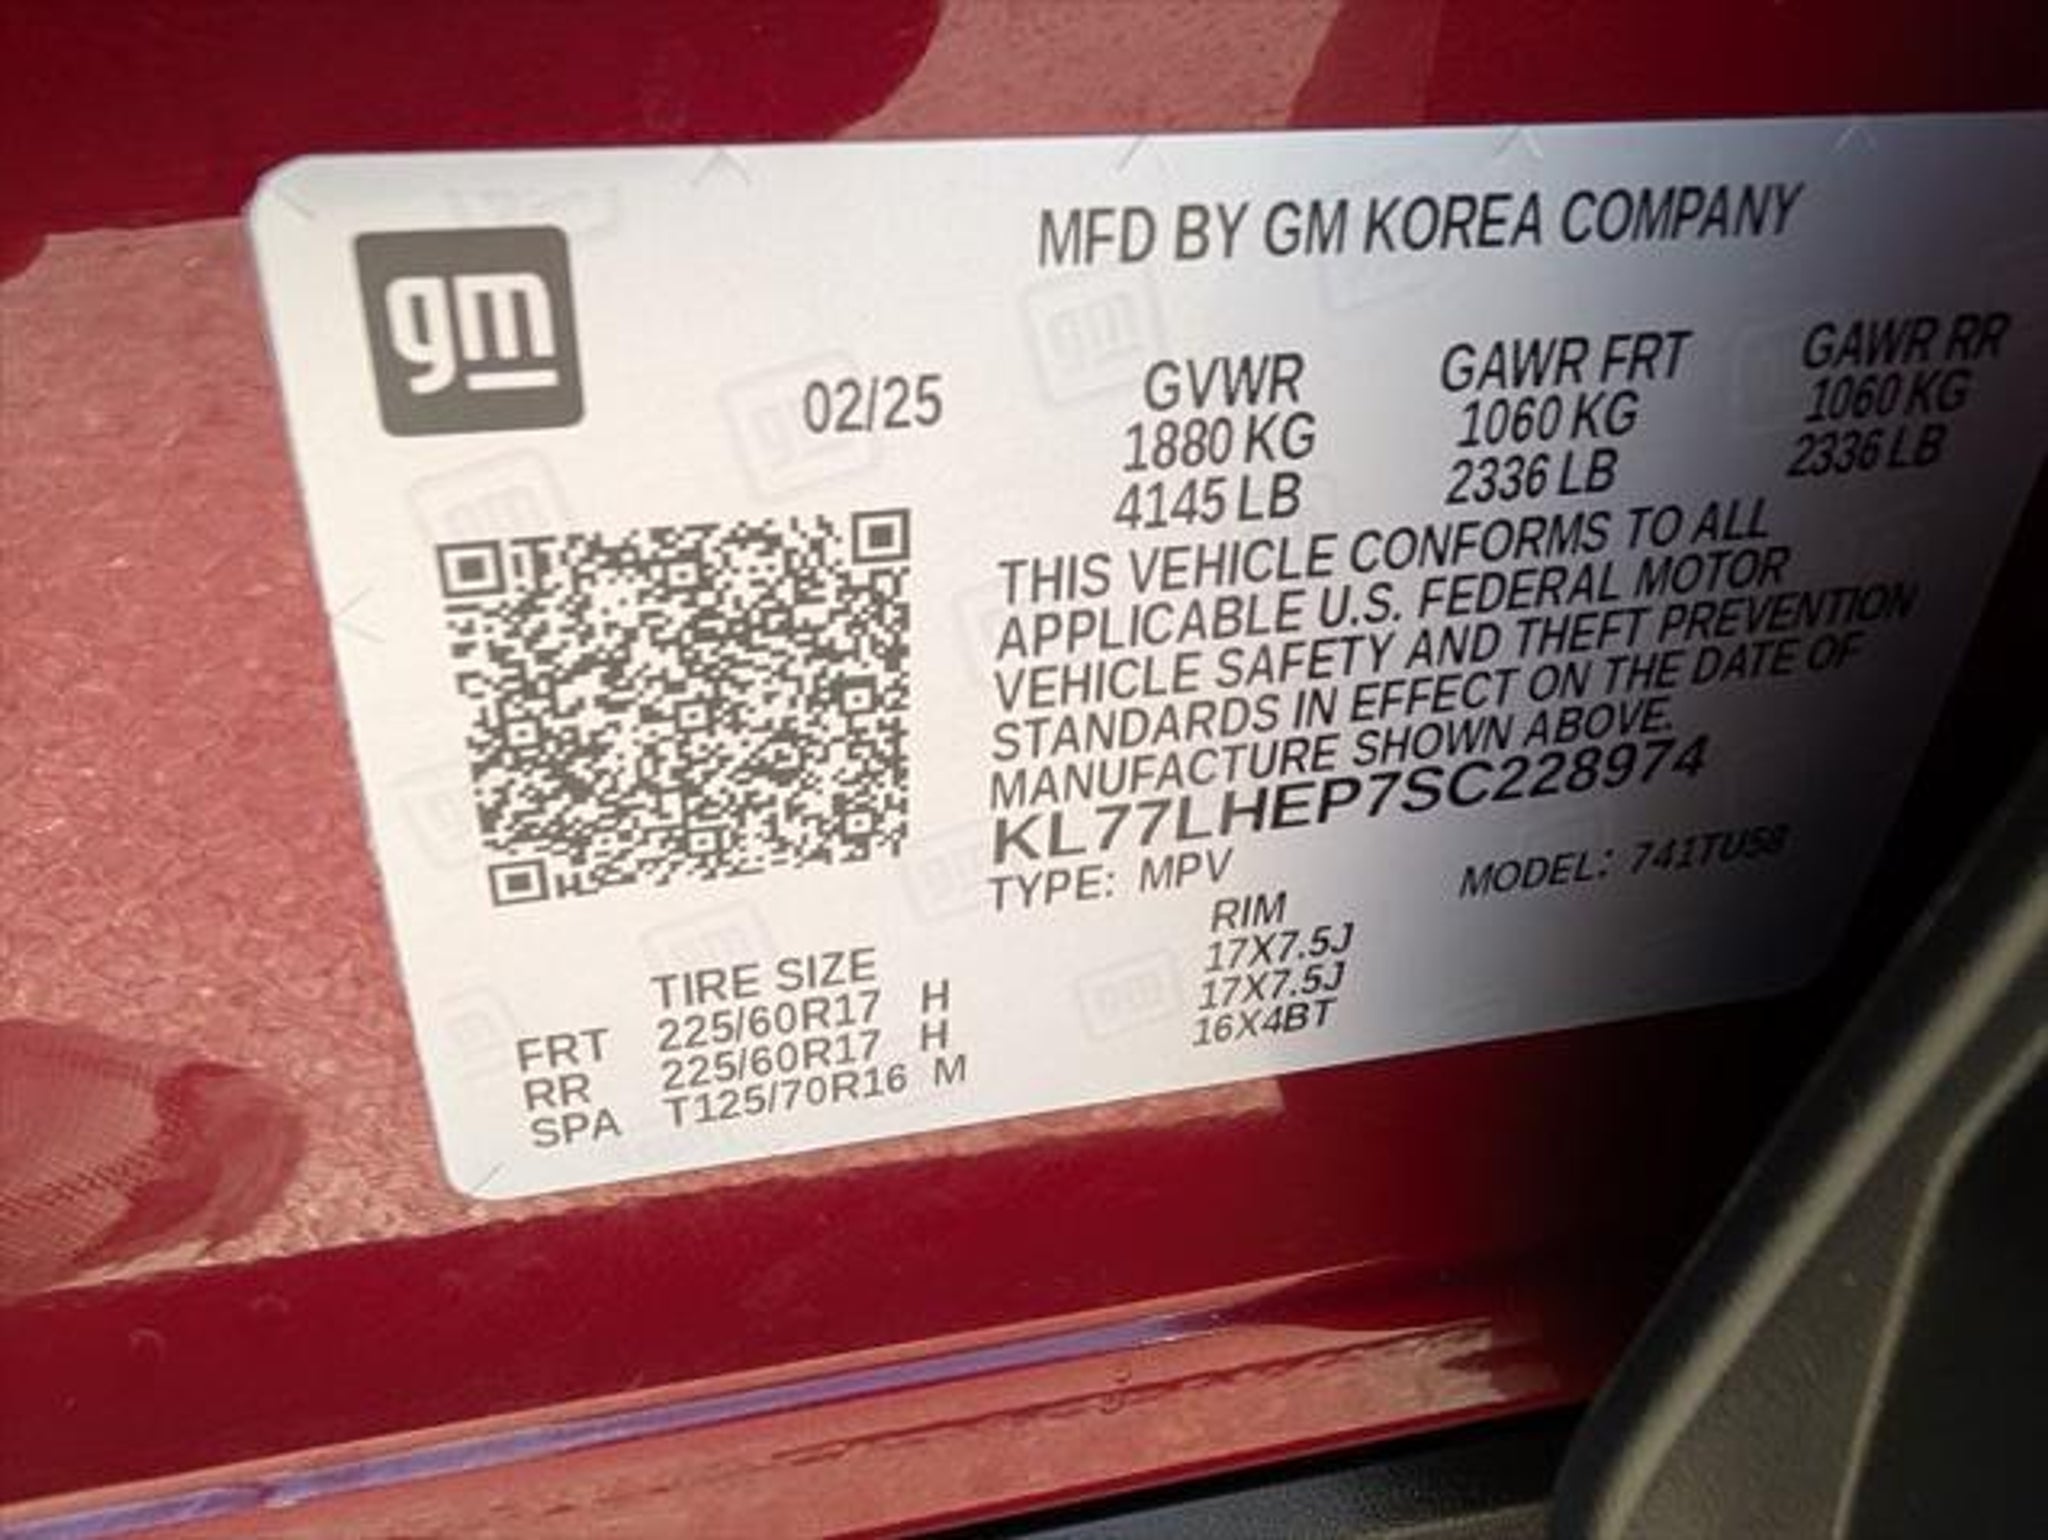 gm
MFD BY GM KOREA COMPANY
02/25
GVWR GAWR FRT GAWR RR
1880 KG 1060 KG 1060 KG
4145 LB 2336 LB 2336 LB
THIS VEHICLE CONFORMS TO ALL
APPLICABLE U.S. FEDERAL MOTOR
VEHICLE SAFETY AND THEFT PREVENTION
STANDARDS IN EFFECT ON THE DATE OF
MANUFACTURE SHOWN ABOVE.
KL77LHEP7SC228974
TYPE: MPV MODEL: 741TU58
TIRE SIZE RIM
FRT 225/60R17 H 17X7.5J
RR 225/60R17 H 17X7.5J
SPA T125/70R16 M 16X4BT